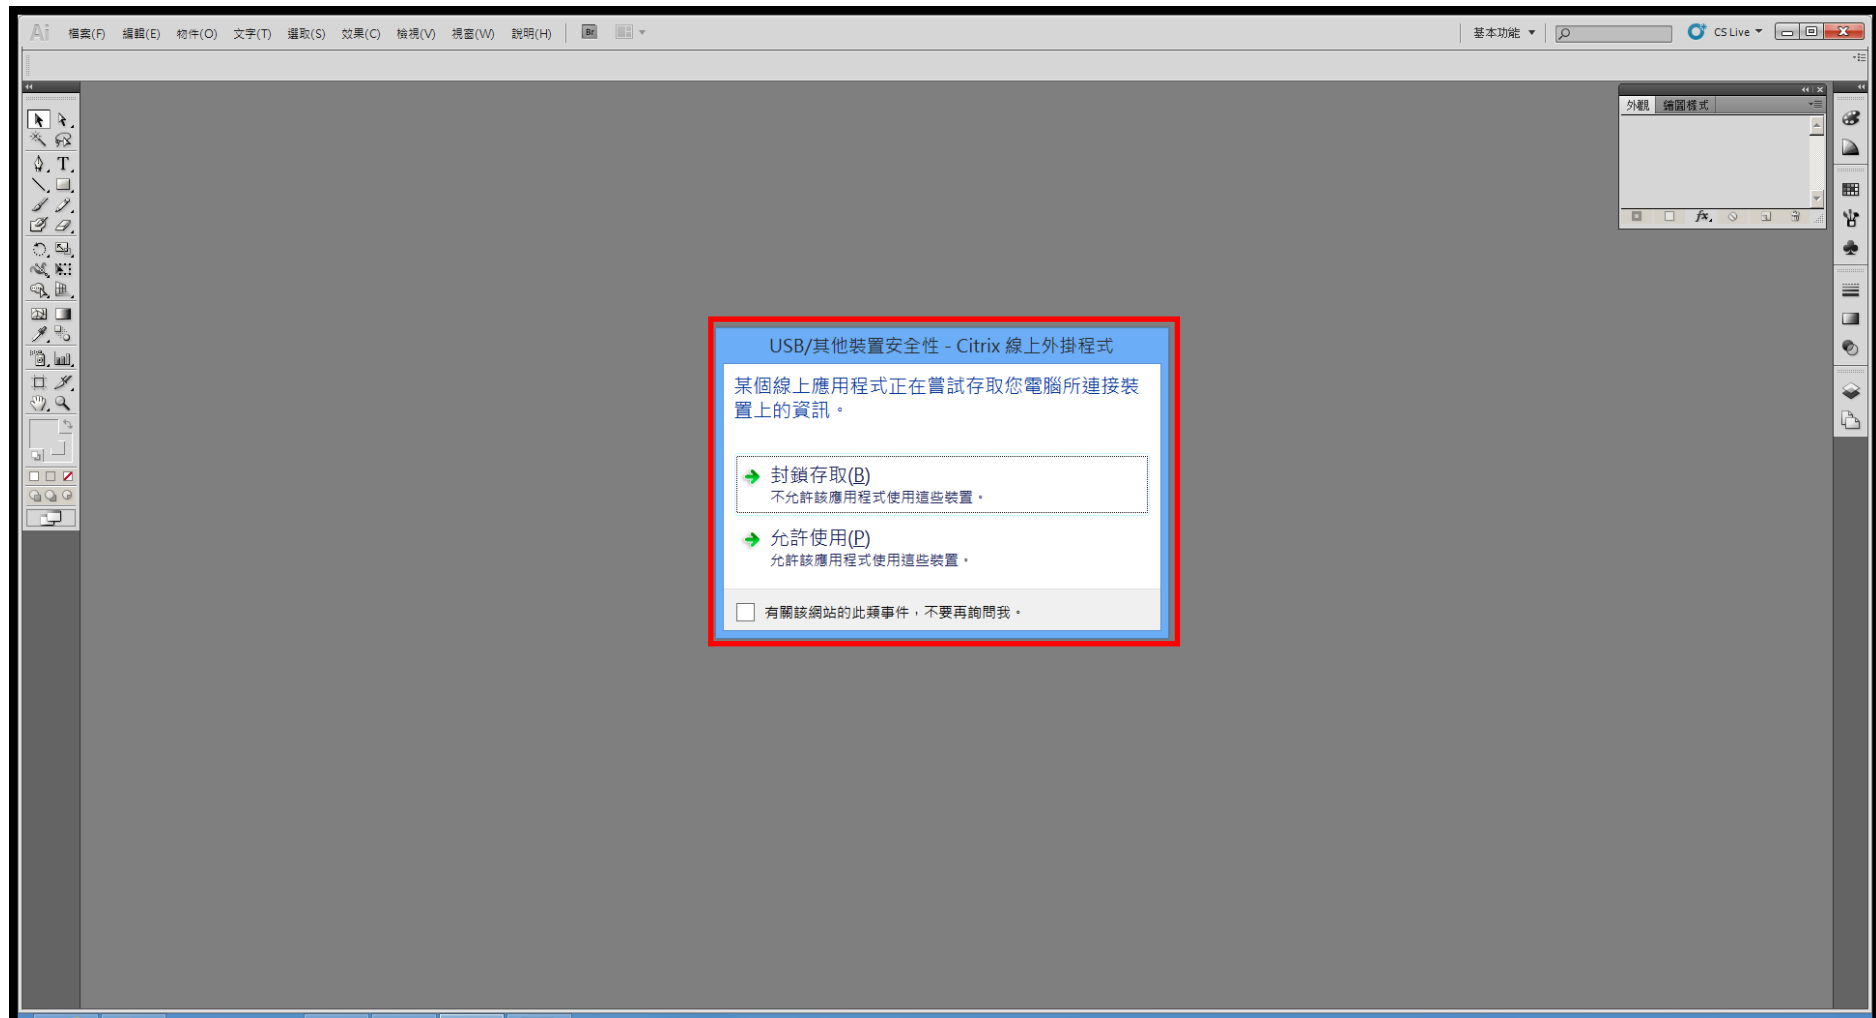 Ai 檔案(F) 編輯(E) 物件(O) 文字(T) 選取(S) 效果(C) 檢視(V) 視窗(W) 說明(H) Br 基本功能 CS Live
外觀 繪圖樣式
fx
T
USB/其他裝置安全性 - Citrix 線上外掛程式
某個線上應用程式正在嘗試存取您電腦所連接裝
置上的資訊。
封鎖存取(B)
不允許該應用程式使用這些裝置。
允許使用(P)
允許該應用程式使用這些裝置。
有關該網站的此類事件，不要再詢問我。